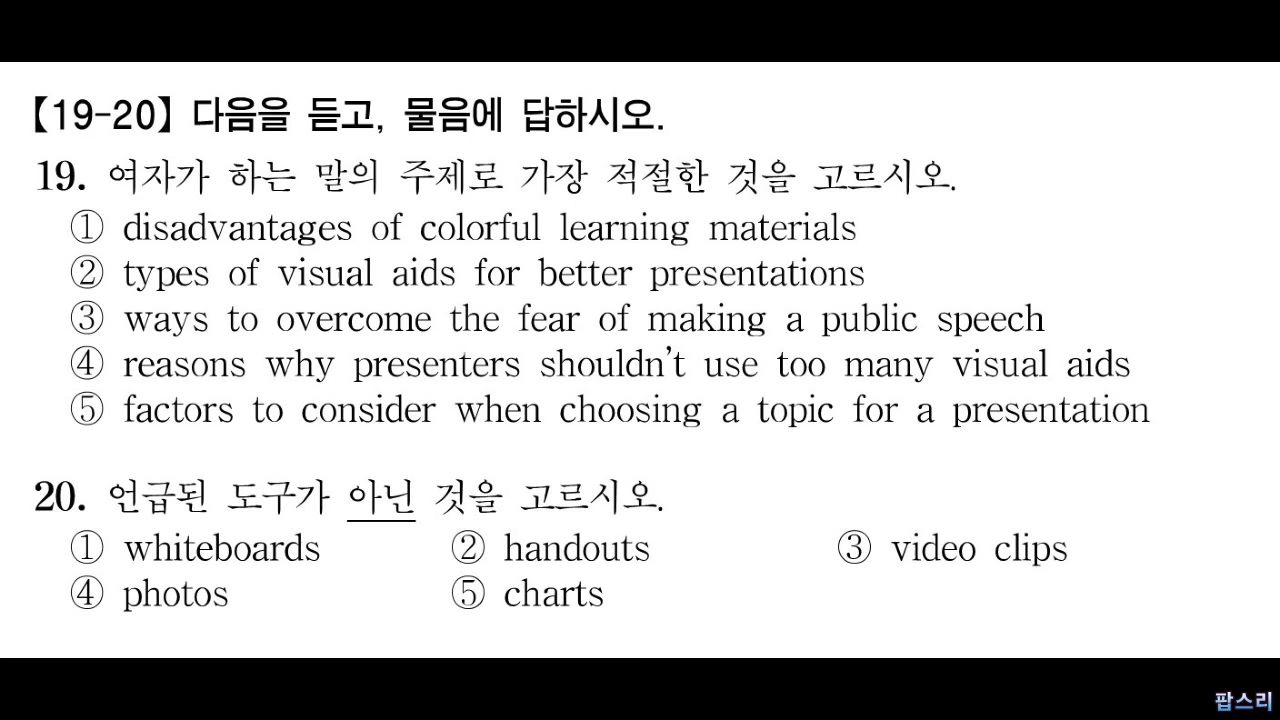 【19-20】 다음을 듣고, 물음에 답하시오.
19. 여자가 하는 말의 주제로 가장 적절한 것을 고르시오.
① disadvantages of colorful learning materials
② types of visual aids for better presentations
③ ways to overcome the fear of making a public speech
④ reasons why presenters shouldn't use too many visual aids
⑤ factors to consider when choosing a topic for a presentation
20. 언급된 도구가 아닌 것을 고르시오.
① whiteboards ② handouts ③ video clips
④ photos ⑤ charts
팝스리